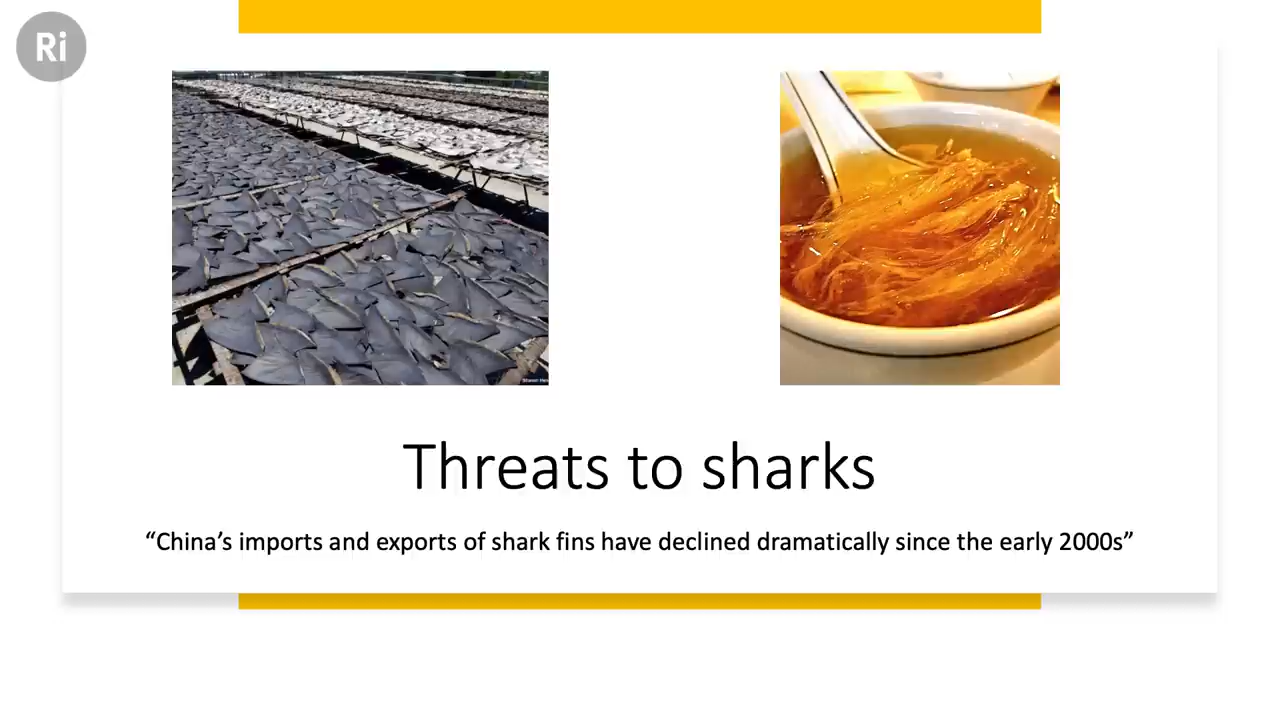 Ri
Threats to sharks
“China’s imports and exports of shark fins have declined dramatically since the early 2000s”